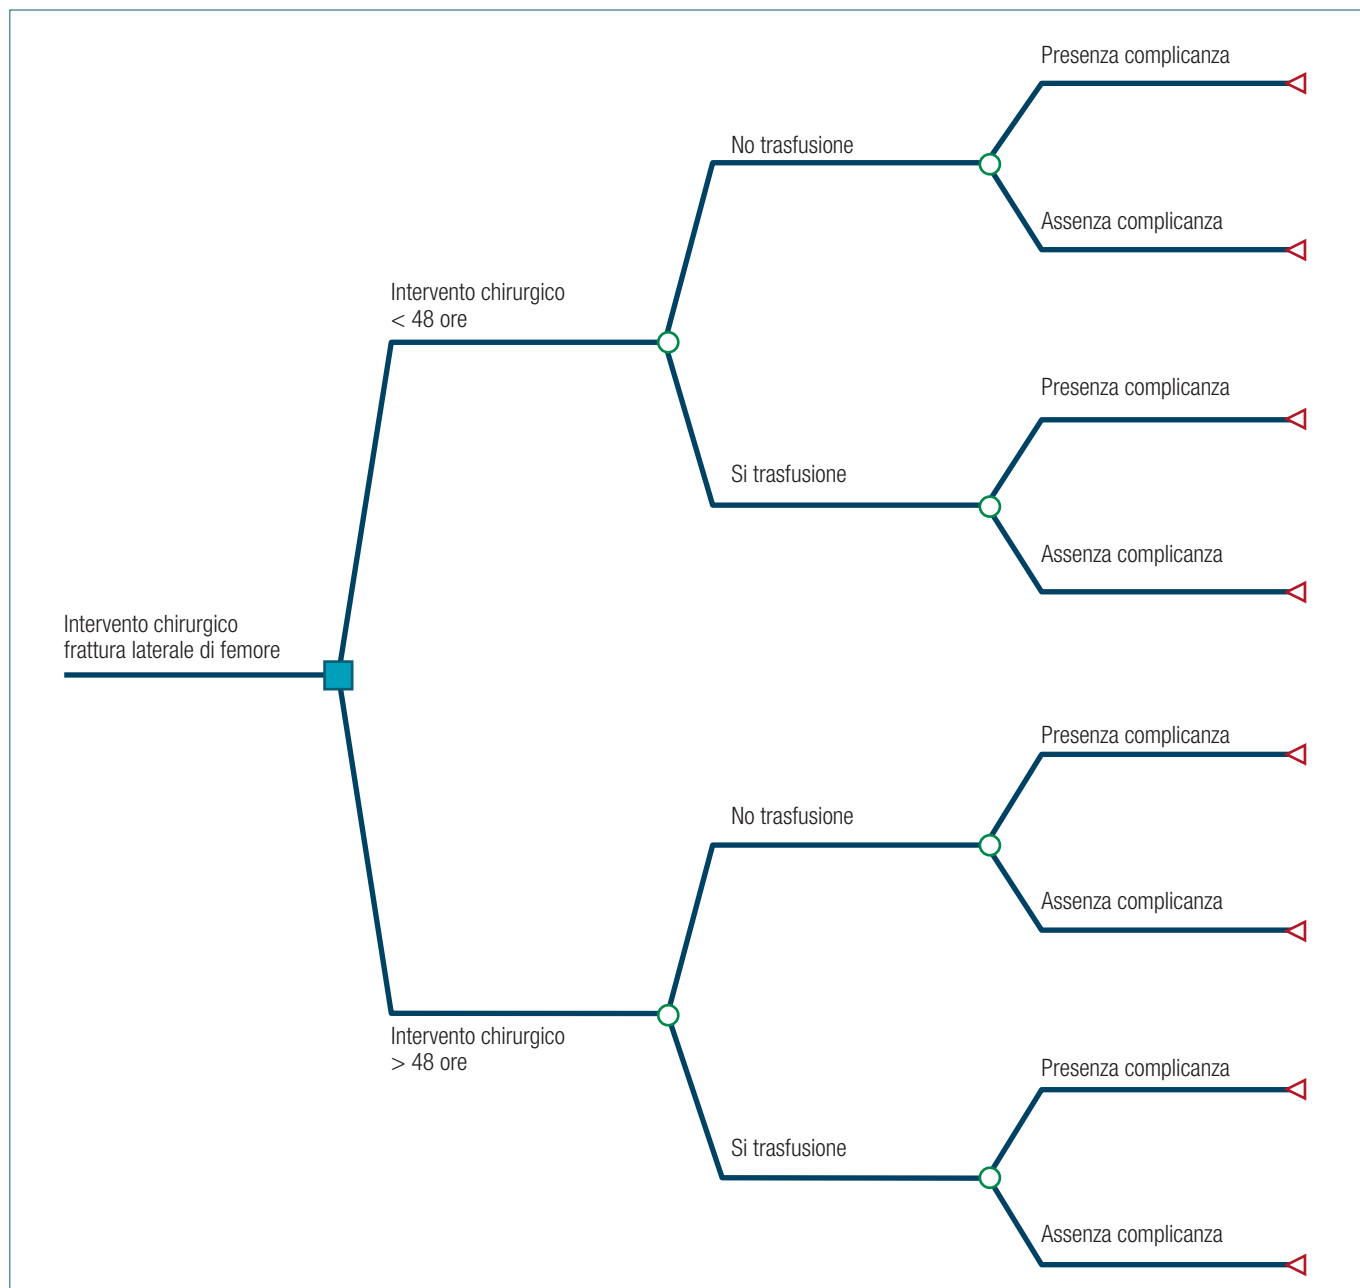 Presenza complicanza
No trasfusione
Assenza complicanza
Intervento chirurgico
< 48 ore
Presenza complicanza
Si trasfusione
Assenza complicanza
Intervento chirurgico
frattura laterale di femore
Presenza complicanza
No trasfusione
Assenza complicanza
Intervento chirurgico
> 48 ore
Presenza complicanza
Si trasfusione
Assenza complicanza